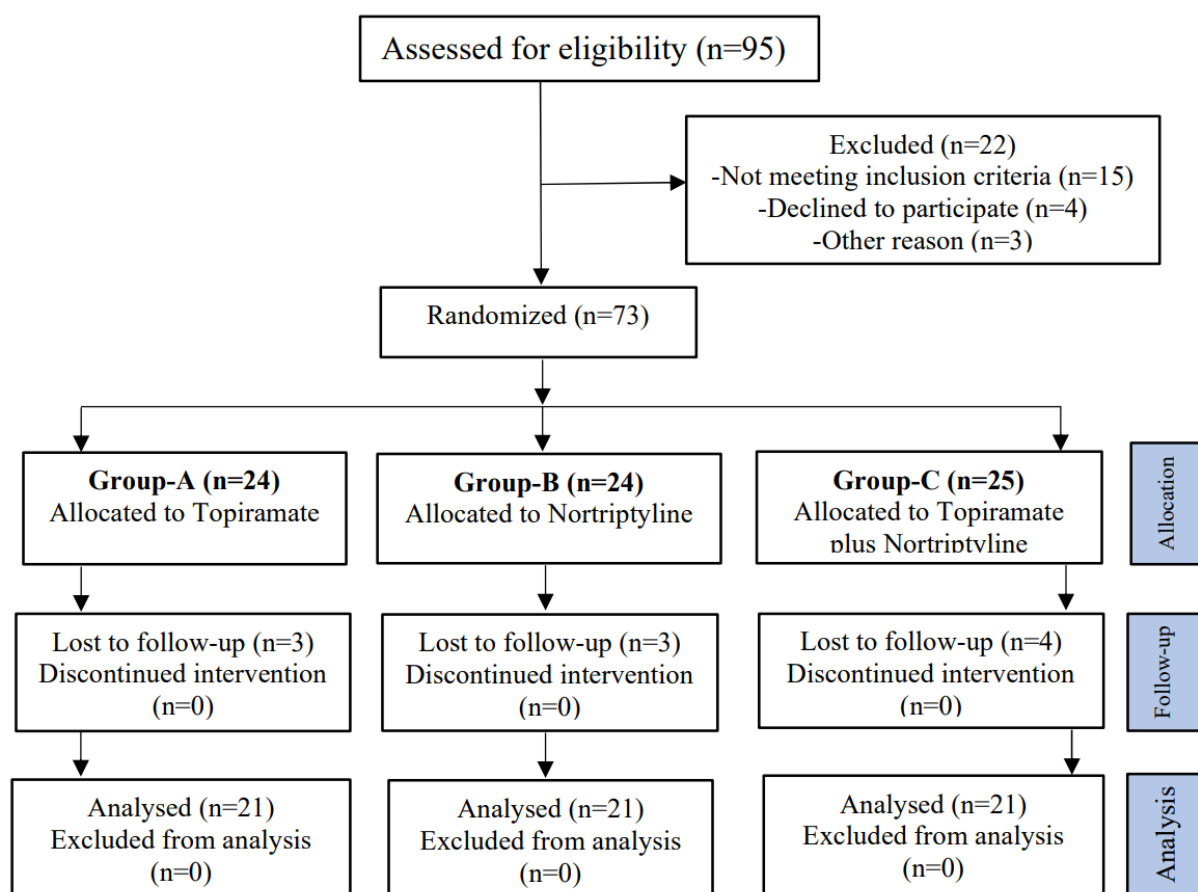 Assessed for eligibility (n=95)
Excluded (n=22)
-Not meeting inclusion criteria (n=15)
-Declined to participate (n=4)
-Other reason (n=3)
Randomized (n=73)
Group-A (n=24)
Allocated to Topiramate
Group-B (n=24)
Allocated to Nortriptyline
Group-C (n=25)
Allocated to Topiramate
plus Nortriptyline
Allocation
Lost to follow-up (n=3)
Discontinued intervention
(n=0)
Lost to follow-up (n=3)
Discontinued intervention
(n=0)
Lost to follow-up (n=4)
Discontinued intervention
(n=0)
Follow-up
Analysed (n=21)
Excluded from analysis
(n=0)
Analysed (n=21)
Excluded from analysis
(n=0)
Analysed (n=21)
Excluded from analysis
(n=0)
Analysis